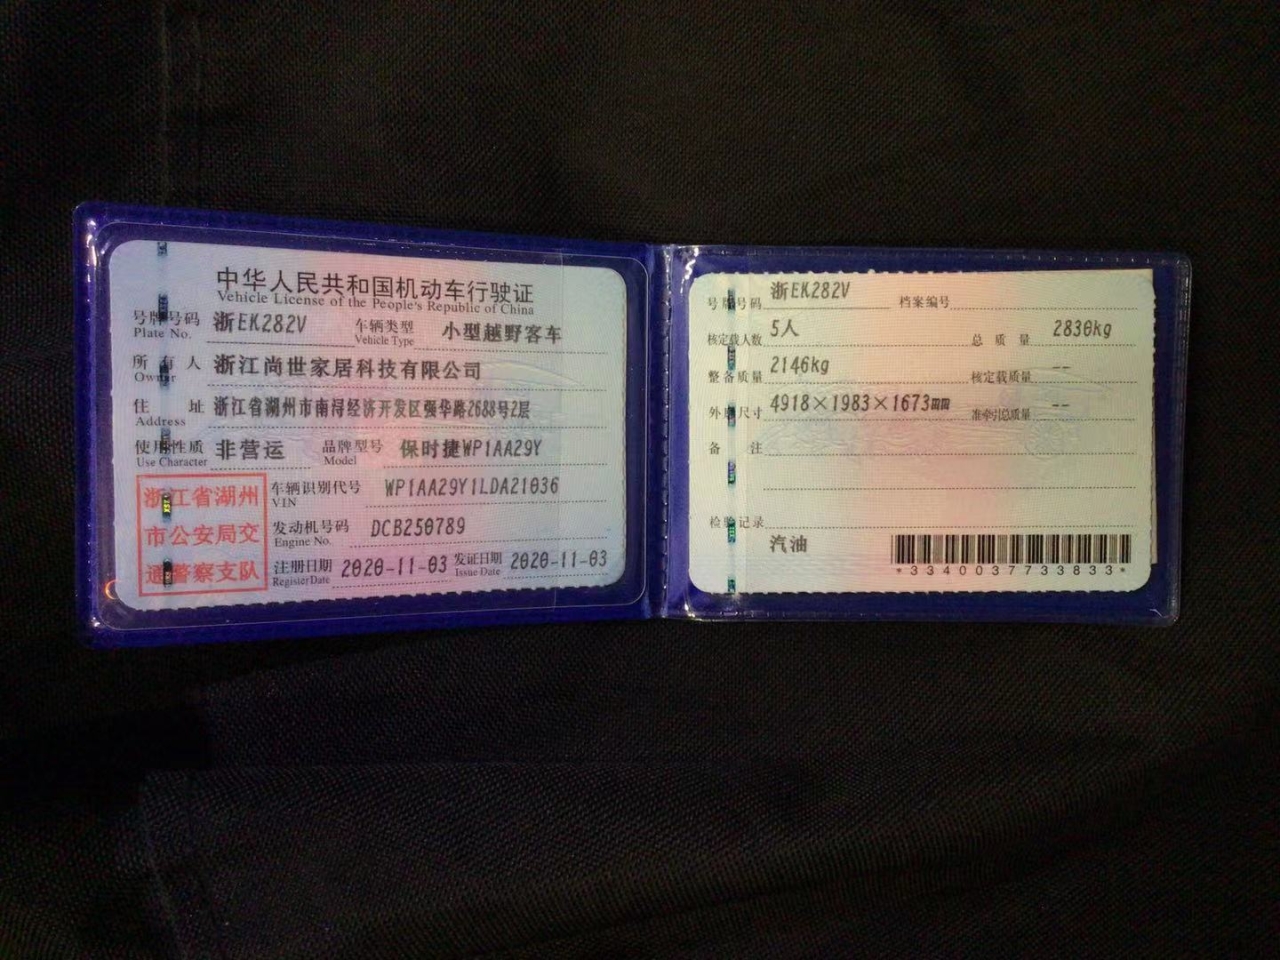 中华人民共和国机动车行驶证
Vehicle License of the People's Republic of China
号牌号码 浙EK282V 车辆类型 小型越野客车
Plate No. Vehicle Type
所有人 浙江尚世家居科技有限公司
Owner
住址 浙江省湖州市南浔经济开发区强华路2688号2层
Address
使用性质 非营运 品牌型号 保时捷WP1AA29Y
Use Character Model
浙江省湖州
市公安局交
通警察支队
车辆识别代号 WP1AA29Y1LDA21036
VIN
发动机号码 DCB250789
Engine No.
注册日期 2020-11-03 发证日期 2020-11-03
Register Date Issue Date
号牌号码 浙EK282V 档案编号
核定载人数 5人 总质量 2830kg
整备质量 2146kg 核定载质量 --
外廓尺寸 4918×1983×1673mm 准牵引总质量 --
备注
检验记录
汽油
*3340037733833*